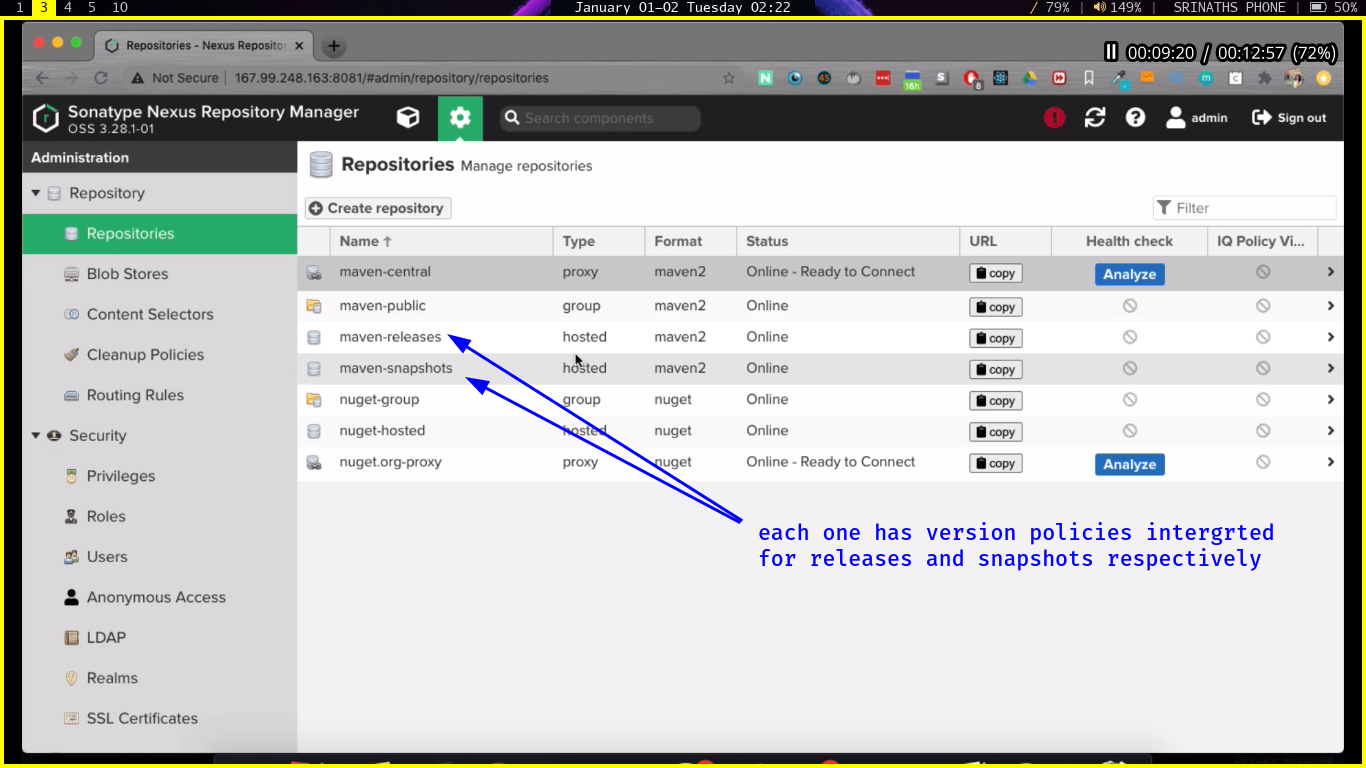 1 3 4 5 10
January 01-02 Tuesday 02:22
/ 79% | 149% | SRINATHS PHONE | 50%
Repositories - Nexus Repositor
00:09:20 / 00:12:57 (72%)
Not Secure | 167.99.248.163:8081/#admin/repository/repositories
Sonatype Nexus Repository Manager
OSS 3.28.1-01
Search components
admin
Sign out
Administration
Repository
Repositories
Blob Stores
Content Selectors
Cleanup Policies
Routing Rules
Security
Privileges
Roles
Users
Anonymous Access
LDAP
Realms
SSL Certificates
Repositories Manage repositories
Create repository
Filter
Name Type Format Status URL Health check IQ Policy Vi...
maven-central proxy maven2 Online - Ready to Connect copy Analyze
maven-public group maven2 Online copy
maven-releases hosted maven2 Online copy
maven-snapshots hosted maven2 Online copy
nuget-group group nuget Online copy
nuget-hosted hosted nuget Online copy
nuget.org-proxy proxy nuget Online - Ready to Connect copy Analyze
each one has version policies intergrted
for releases and snapshots respectively